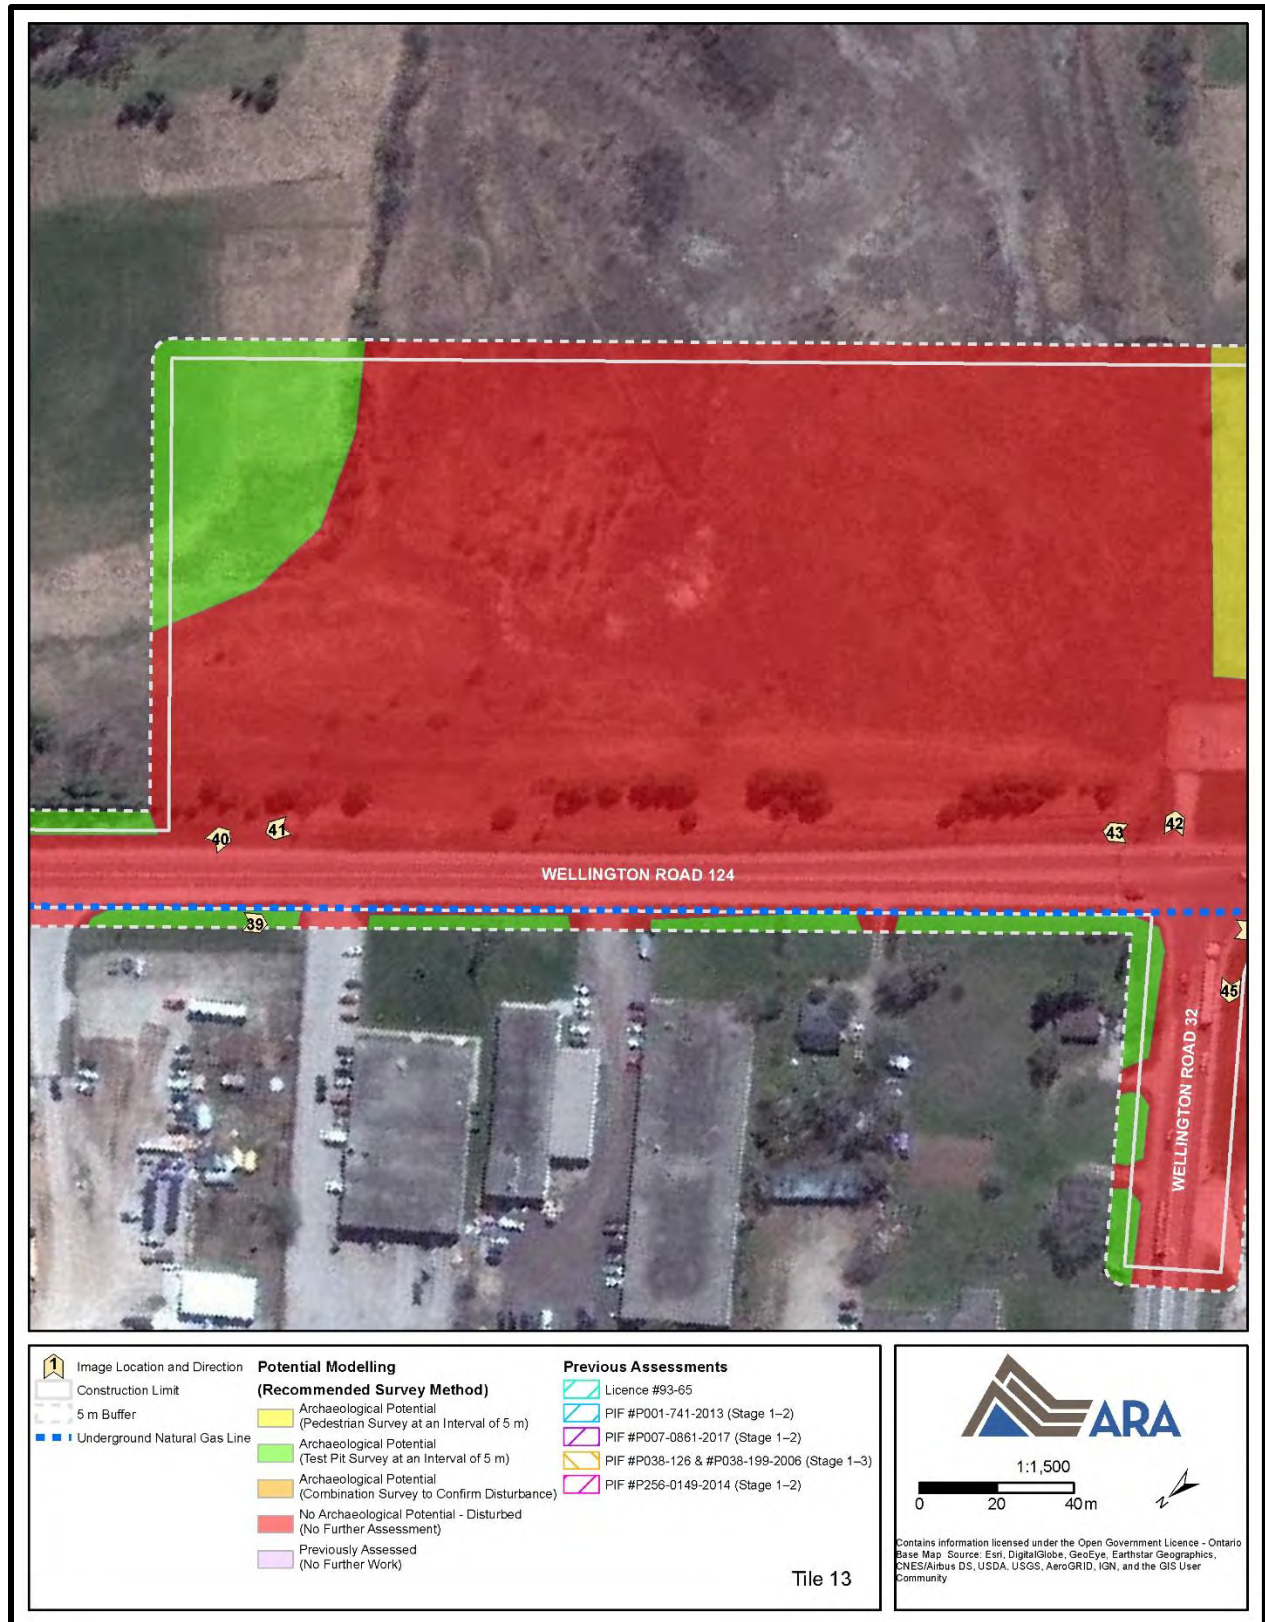 40
41
43
42
WELLINGTON ROAD 124
39
45
WELLINGTON ROAD 32
1
Image Location and Direction
Construction Limit
5 m Buffer
Underground Natural Gas Line
Potential Modelling
(Recommended Survey Method)
Archaeological Potential
(Pedestrian Survey at an Interval of 5 m)
Archaeological Potential
(Test Pit Survey at an Interval of 5 m)
Archaeological Potential
(Combination Survey to Confirm Disturbance)
No Archaeological Potential - Disturbed
(No Further Assessment)
Previously Assessed
(No Further Work)
Previous Assessments
Licence #93-65
PIF #P001-741-2013 (Stage 1–2)
PIF #P007-0861-2017 (Stage 1–2)
PIF #P038-126 & #P038-199-2006 (Stage 1–3)
PIF #P256-0149-2014 (Stage 1–2)
Tile 13
ARA
1:1,500
0 20 40 m
N
Contains information licensed under the Open Government Licence - Ontario
Base Map Source: Esri, DigitalGlobe, GeoEye, Earthstar Geographics,
CNES/Airbus DS, USDA, USGS, AeroGRID, IGN, and the GIS User
Community